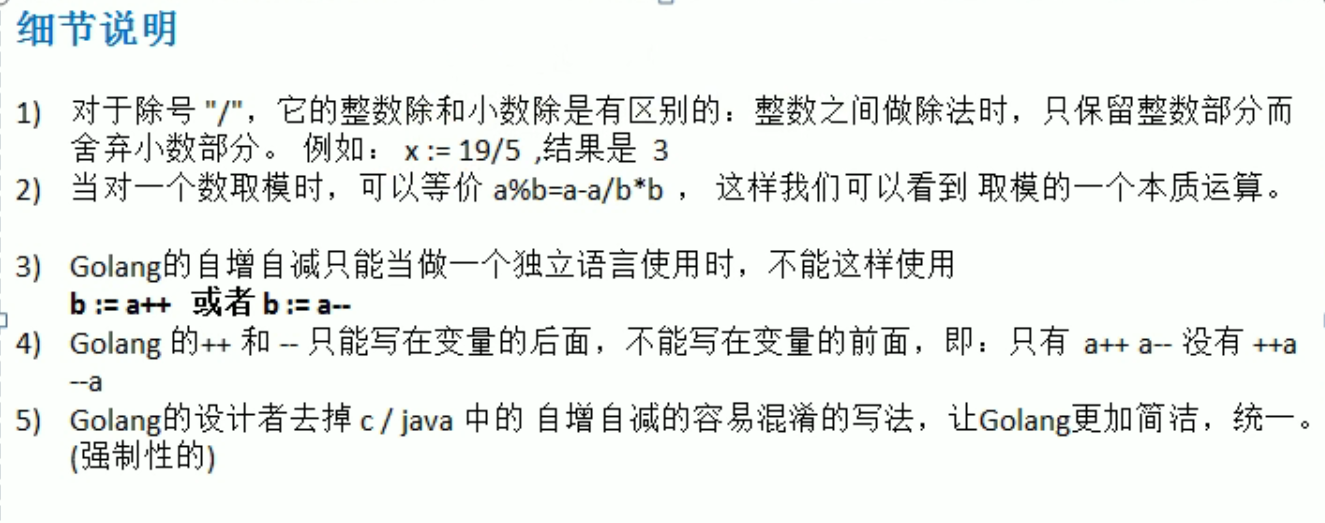 细节说明
1) 对于除号 "/"，它的整数除和小数除是有区别的：整数之间做除法时，只保留整数部分而
舍弃小数部分。 例如： x := 19/5 ,结果是 3
2) 当对一个数取模时，可以等价 a%b=a-a/b*b ， 这样我们可以看到 取模的一个本质运算。
3) Golang的自增自减只能当做一个独立语言使用时，不能这样使用
b := a++ 或者 b := a--
4) Golang 的++ 和 -- 只能写在变量的后面，不能写在变量的前面，即：只有 a++ a-- 没有 ++a
--a
5) Golang的设计者去掉 c / java 中的 自增自减的容易混淆的写法，让Golang更加简洁，统一。
(强制性的)